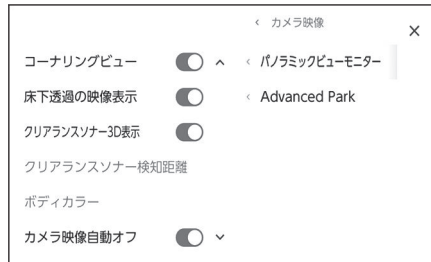 カメラ映像
コーナリングビュー
パノラミックビューモニター
床下透過の映像表示
Advanced Park
クリアランスソナー3D表示
クリアランスソナー検知距離
ボディカラー
カメラ映像自動オフ